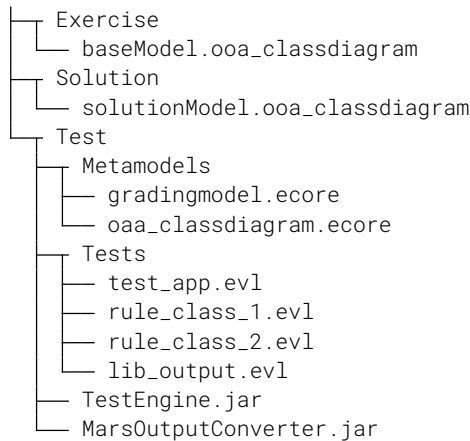 Exercise
baseModel.ooa_classdiagram
Solution
solutionModel.ooa_classdiagram
Test
Metamodels
gradingmodel.ecore
oaa_classdiagram.ecore
Tests
test_app.evl
rule_class_1.evl
rule_class_2.evl
lib_output.evl
TestEngine.jar
MarsOutputConverter.jar